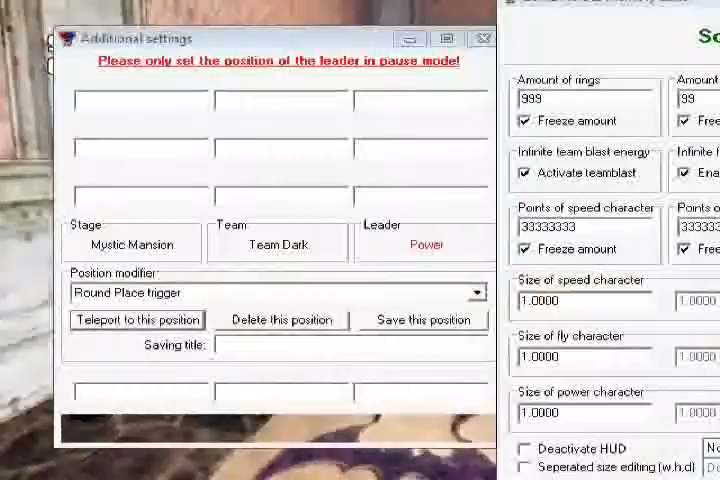 Additional settings
Please only set the position of the leader in pause mode!
Stage
Mystic Mansion
Team
Team Dark
Leader
Power
Position modifier
Round Place trigger
Teleport to this position
Delete this position
Save this position
Saving title:
Amount of rings
999
Freeze amount
Amount
99
Infinite team blast energy
Activate teamblast
Infinite
Points of speed character
33333333
Freeze amount
Points of
Size of speed character
1.0000
1.0000
Size of fly character
1.0000
1.0000
Size of power character
1.0000
1.0000
Deactivate HUD
Seperated size editing (w,h,d)